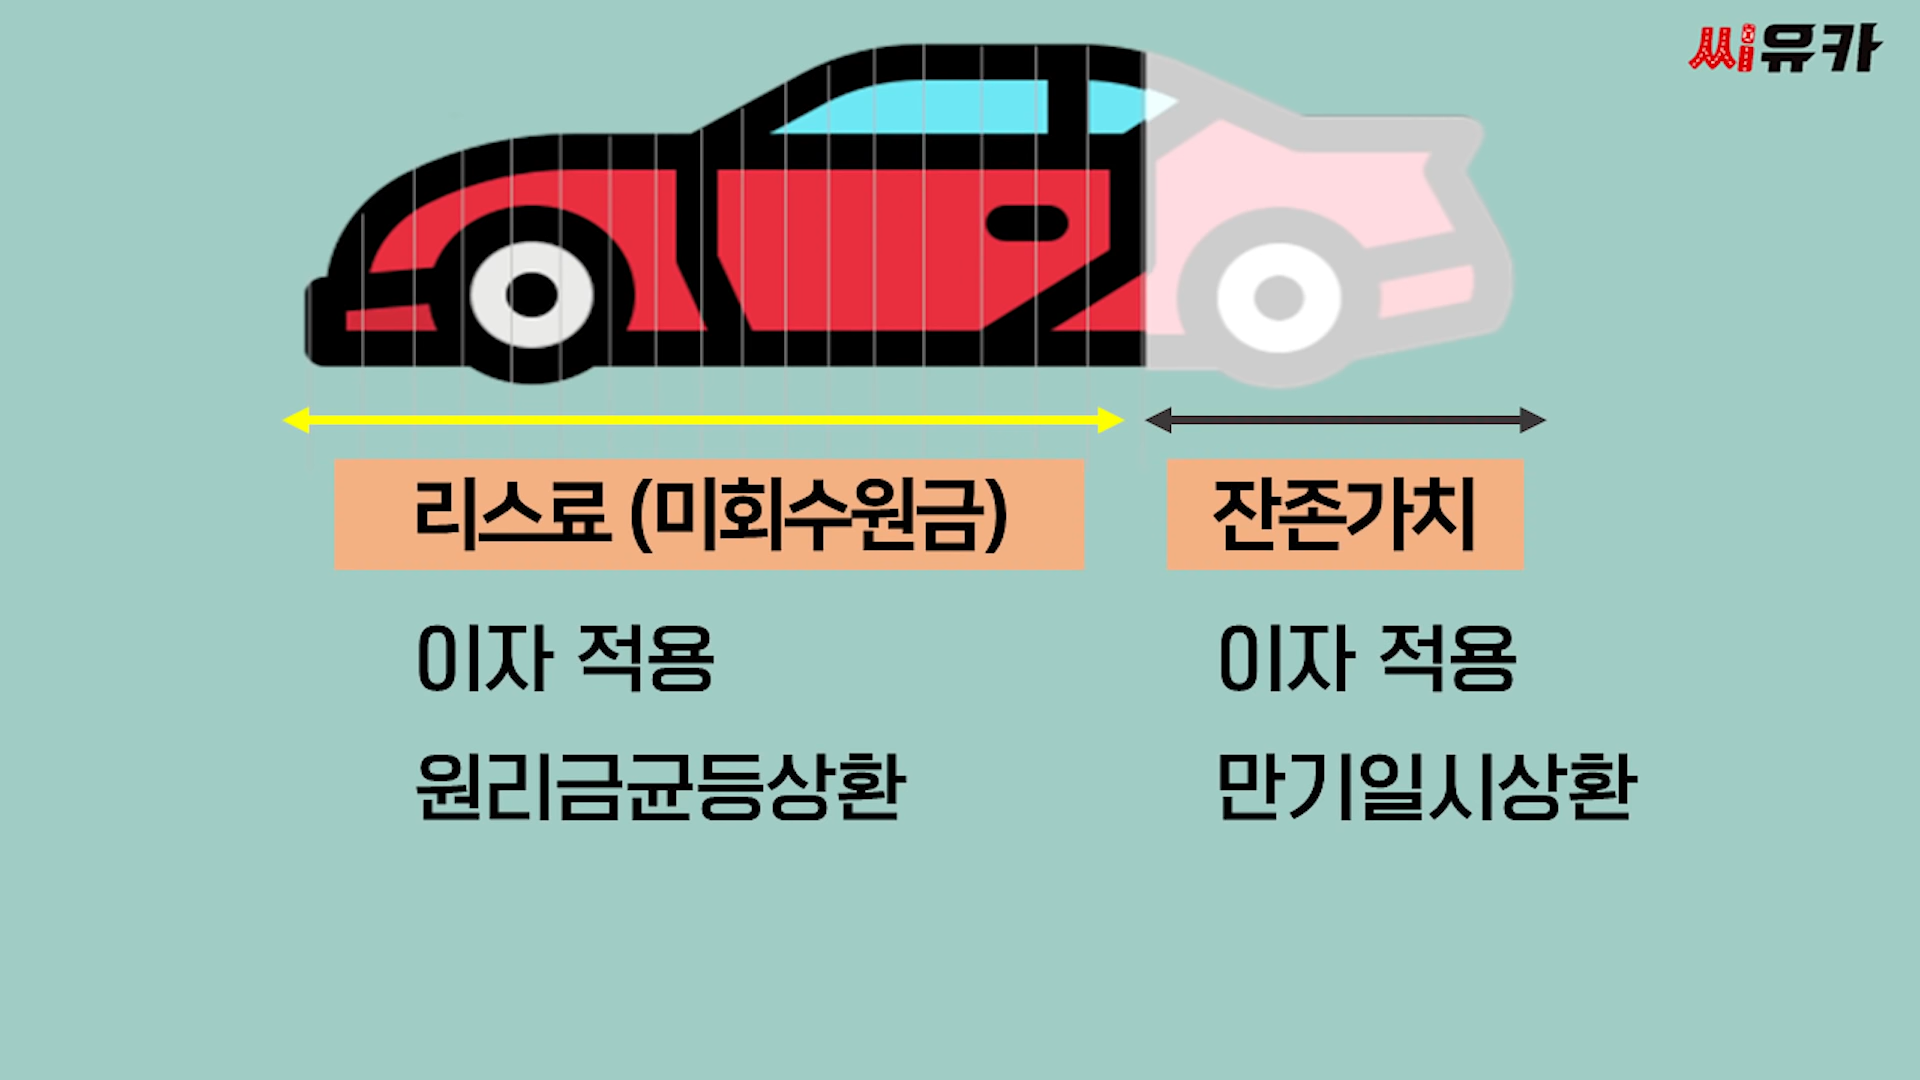 씨유카
리스료 (미회수원금)
잔존가치
이자 적용
이자 적용
원리금균등상환
만기일시상환